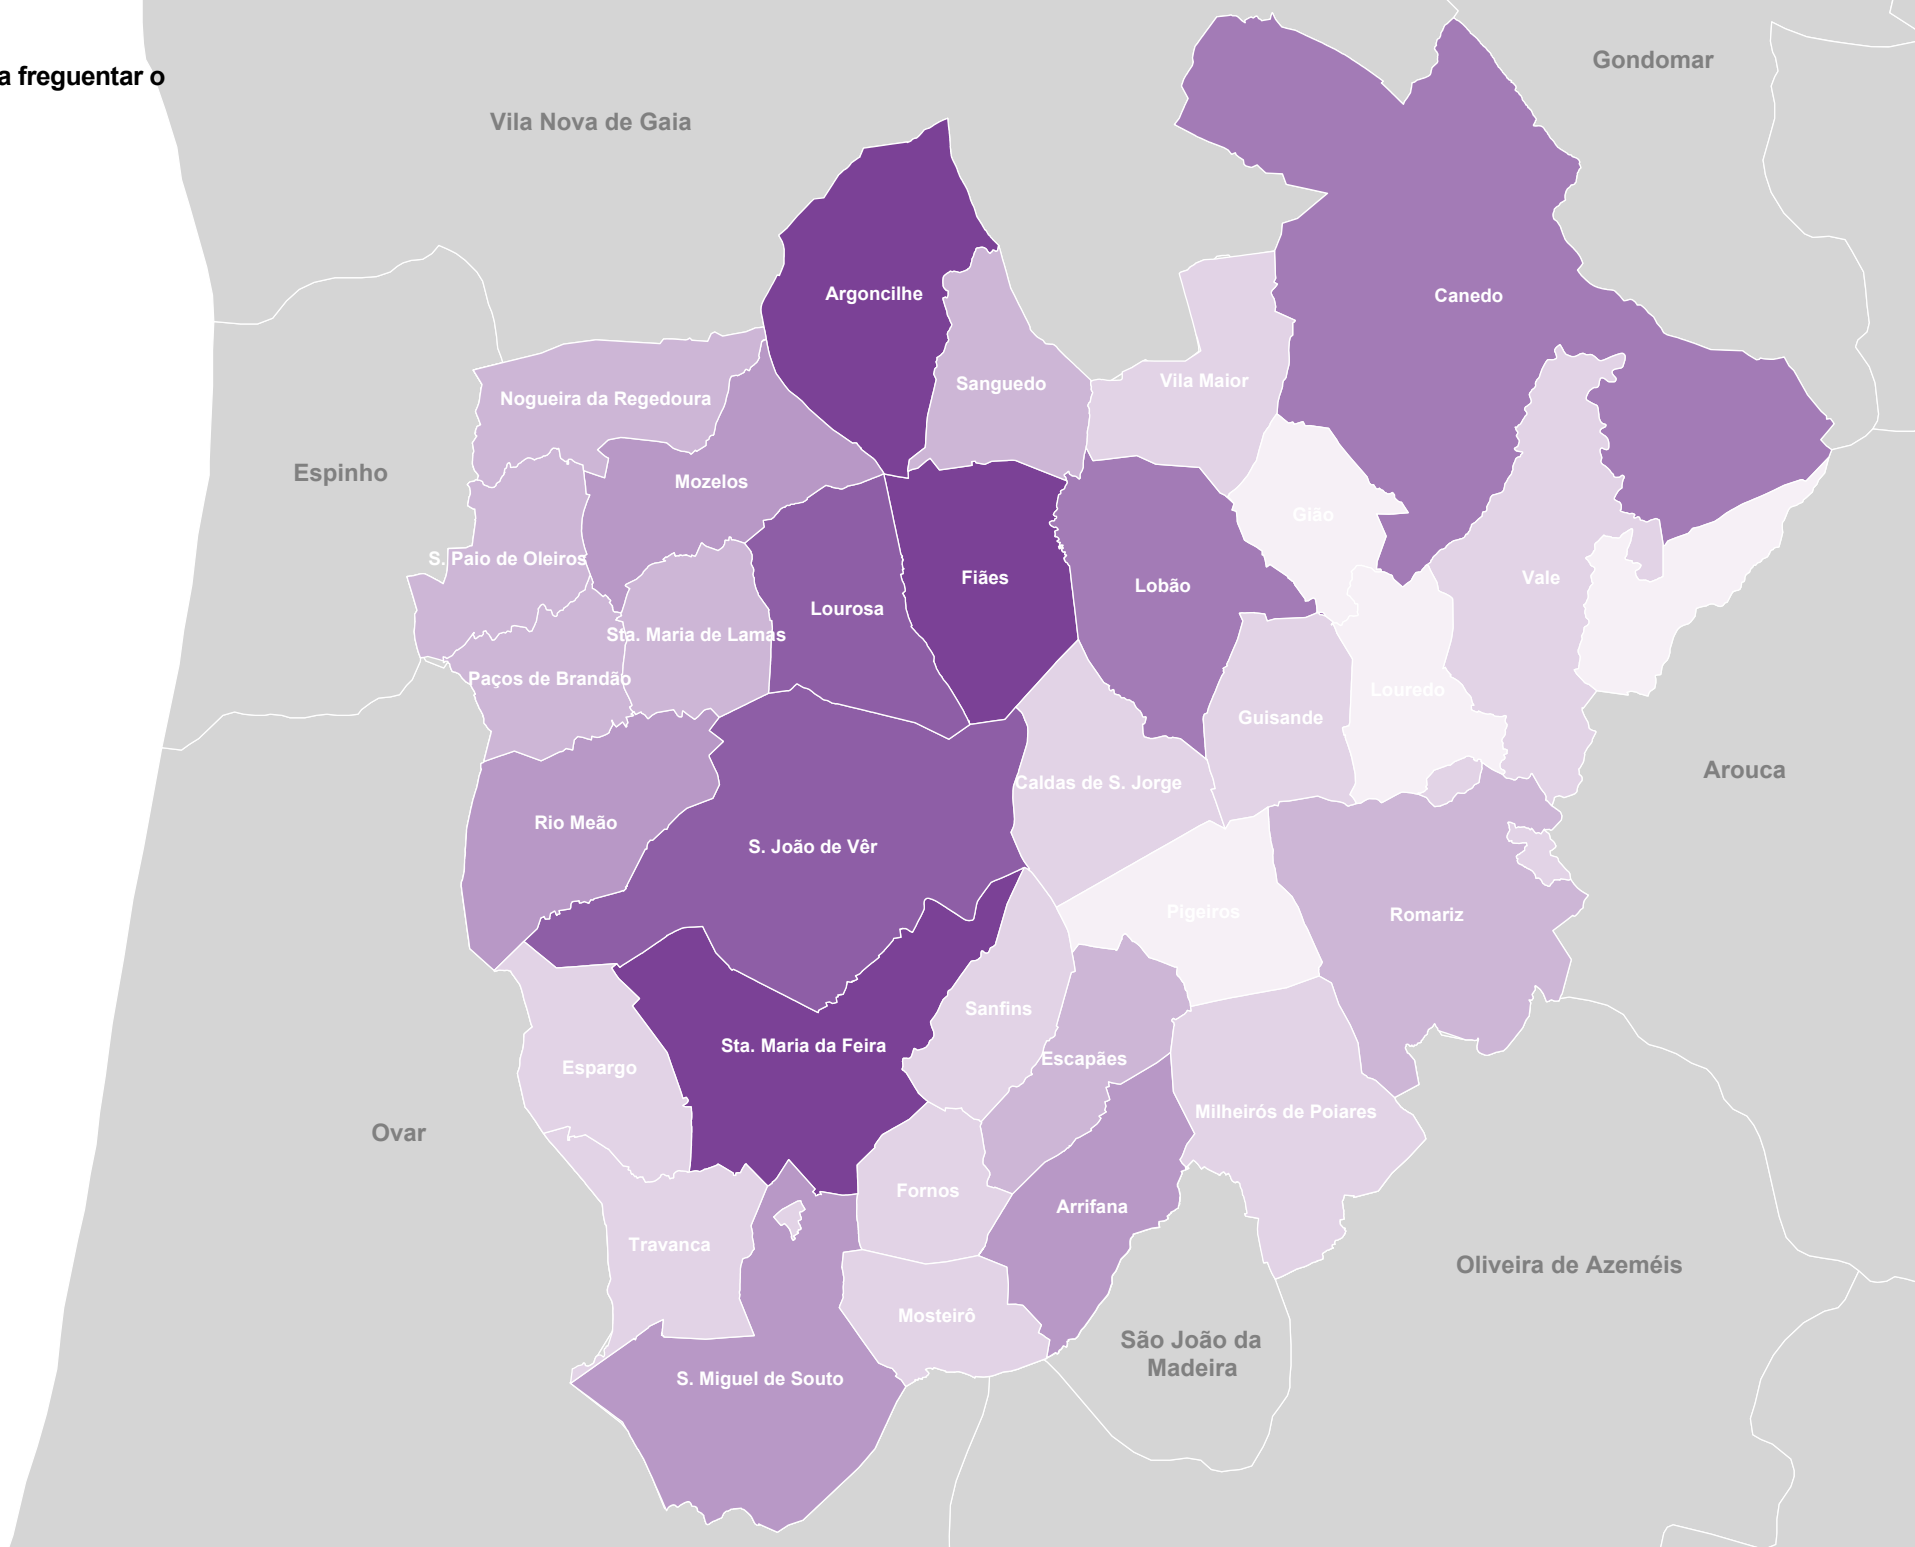 Gondomar
a freguentar o
Vila Nova de Gaia
Argoncilhe
Canedo
Sanguedo
Vila Maior
Nogueira da Regedoura
Espinho
Mozelos
Gião
S. Paio de Oleiros
Fiães
Lobão
Vale
Lourosa
Sta. Maria de Lamas
Paços de Brandão
Louredo
Guisande
Arouca
Caldas de S. Jorge
Rio Meão
S. João de Vêr
Pigeiros
Romariz
Sanfins
Sta. Maria da Feira
Escapães
Espargo
Milheirós de Poiares
Ovar
Fornos
Arrifana
Travanca
Oliveira de Azeméis
Mosteirô
São João da
Madeira
S. Miguel de Souto